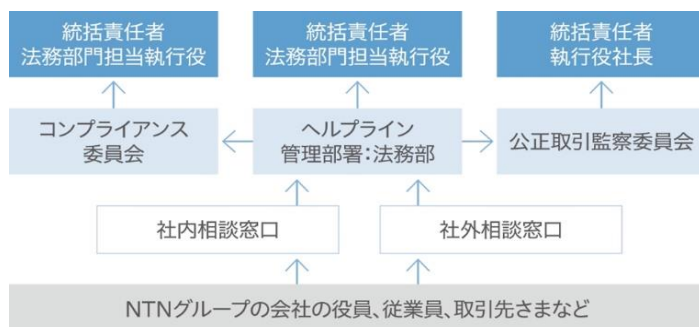 統括責任者
法務部門担当執行役
統括責任者
法務部門担当執行役
統括責任者
執行役社長
コンプライアンス
委員会
ヘルプライン
管理部署:法務部
公正取引監察委員会
社内相談窓口
社外相談窓口
NTNグループの会社の役員、従業員、取引先さまなど